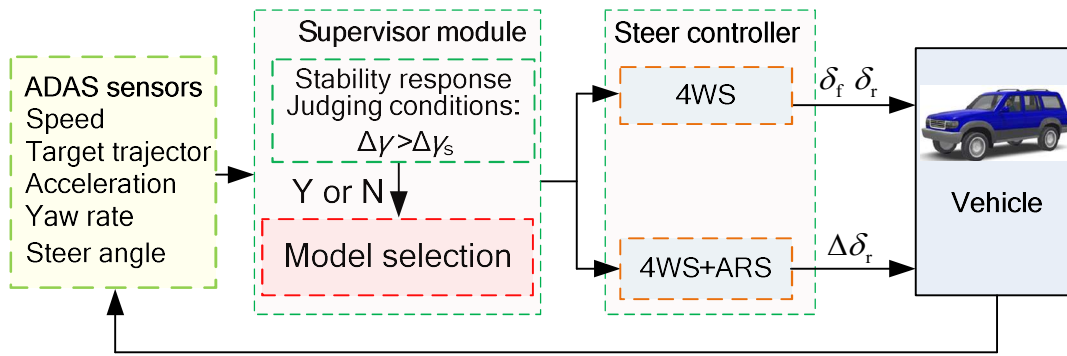 ADAS sensors
Speed
Target trajector
Acceleration
Yaw rate
Steer angle
Supervisor module
Stability response
Judging conditions:
Δγ>Δγs
Y or N
Model selection
Steer controller
4WS
4WS+ARS
δf δr
Δδr
Vehicle